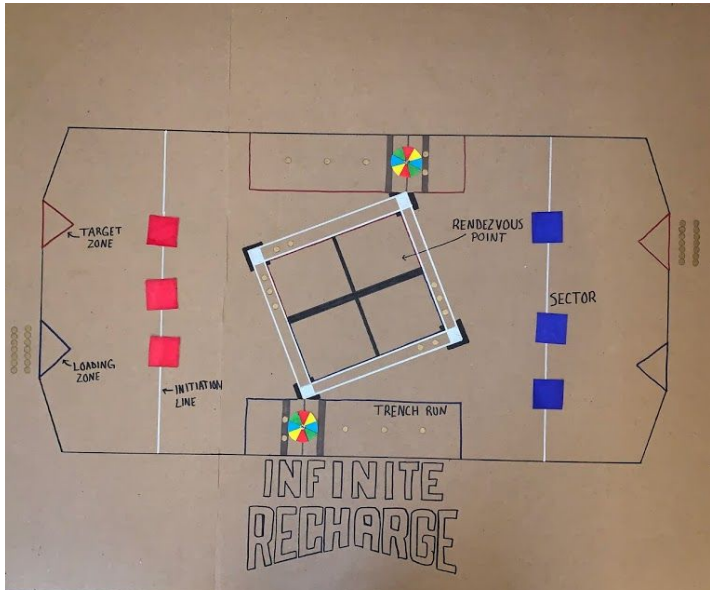 TARGET
ZONE
RENDEZVOUS
POINT
SECTOR
LOADING
ZONE
INITIATION
LINE
TRENCH RUN
INFINITE
RECHARGE